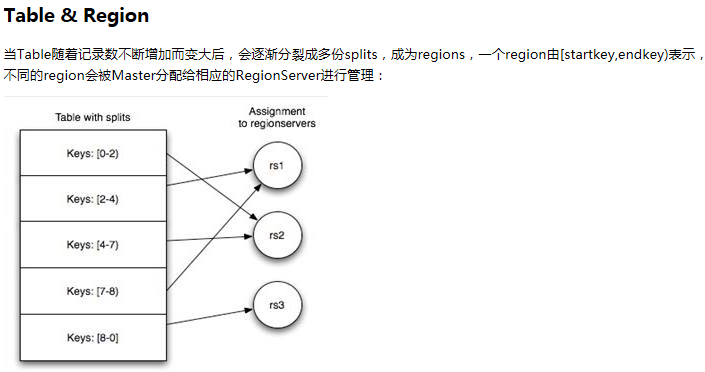 Table & Region
当Table随着记录数不断增加而变大后，会逐渐分裂成多份splits，成为regions，一个region由[startkey,endkey)表示，
不同的region会被Master分配给相应的RegionServer进行管理：
Table with splits
Assignment
to regionservers
Keys: [0-2)
Keys: [2-4)
Keys: [4-7)
Keys: [7-8)
Keys: [8-0]
rs1
rs2
rs3